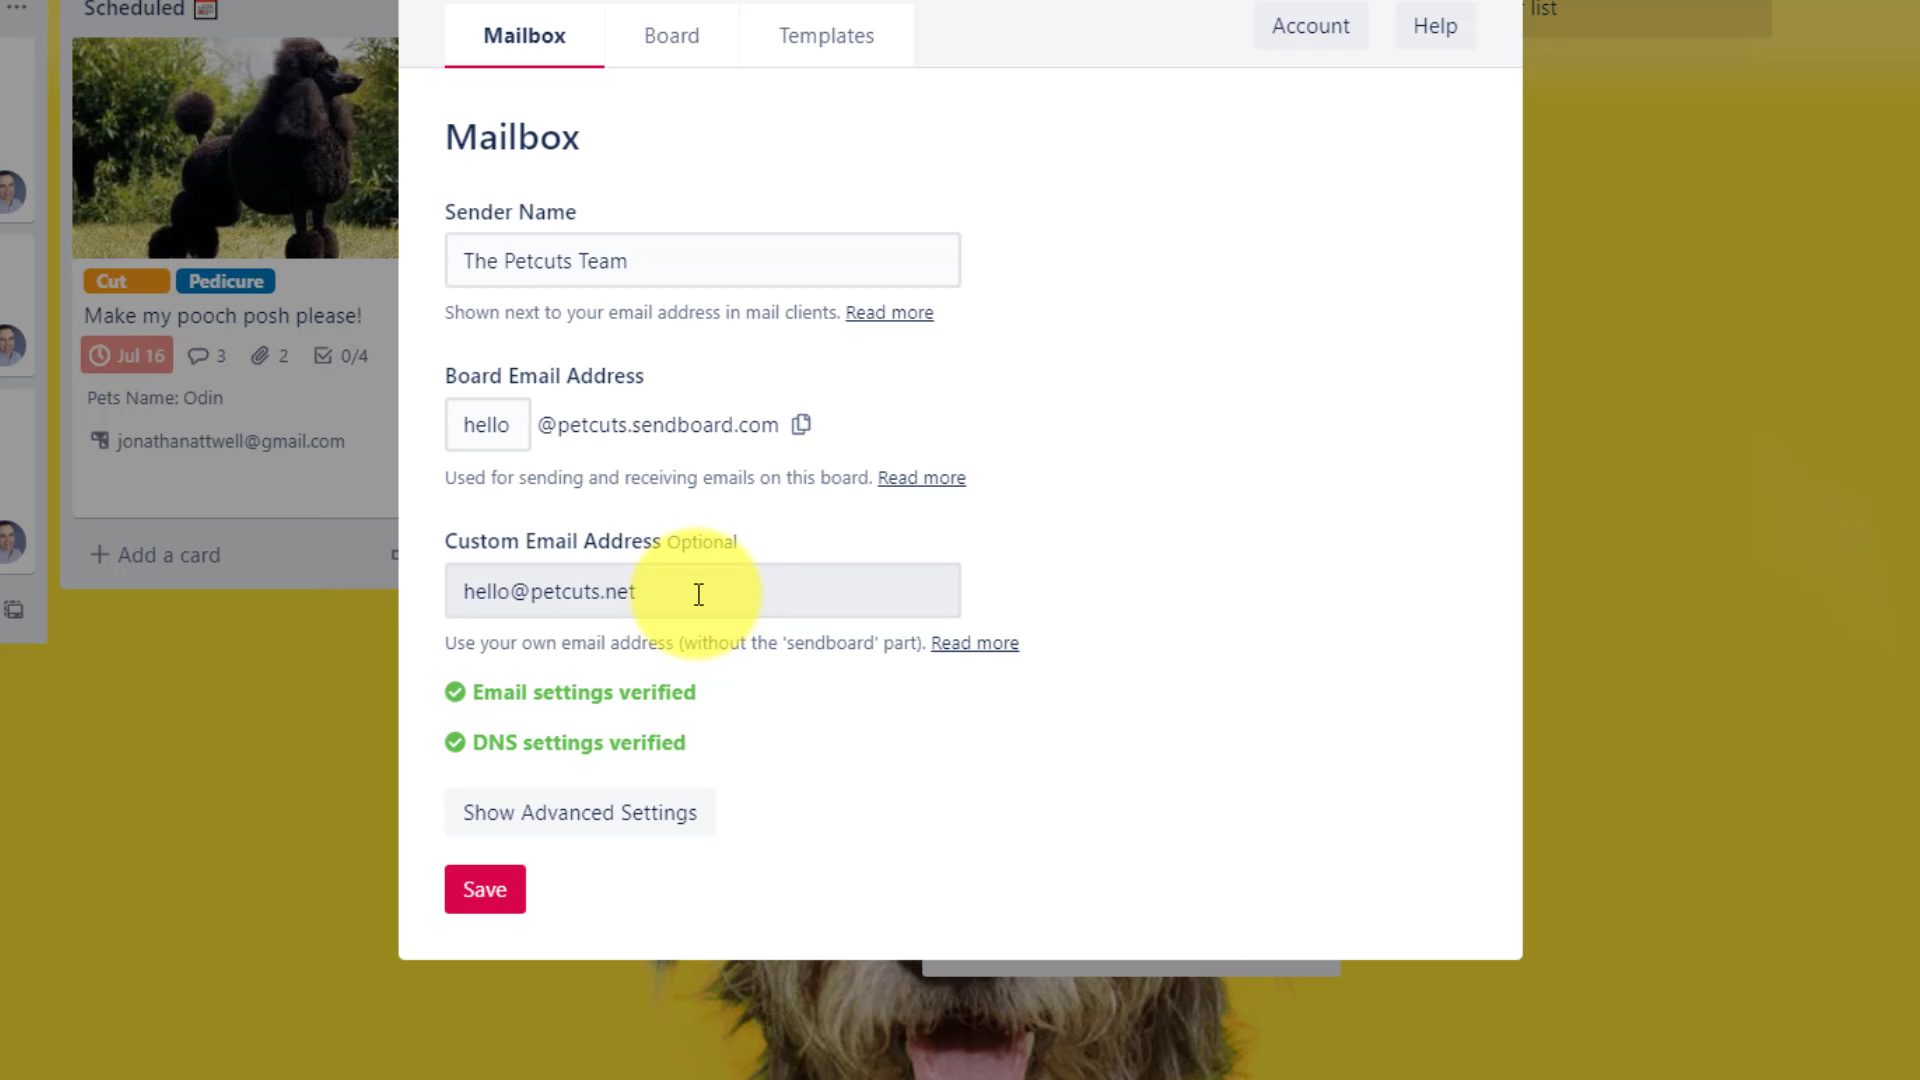 Scheduled
list
Mailbox
Board
Templates
Account
Help
Cut
Pedicure
Make my pooch posh please!
Jul 16
3
2
0/4
Pets Name: Odin
jonathanattwell@gmail.com
+ Add a card
Mailbox
Sender Name
The Petcuts Team
Shown next to your email address in mail clients. Read more
Board Email Address
hello @petcuts.sendboard.com
Used for sending and receiving emails on this board. Read more
Custom Email Address Optional
hello@petcuts.net
Use your own email address (without the 'sendboard' part). Read more
Email settings verified
DNS settings verified
Show Advanced Settings
Save